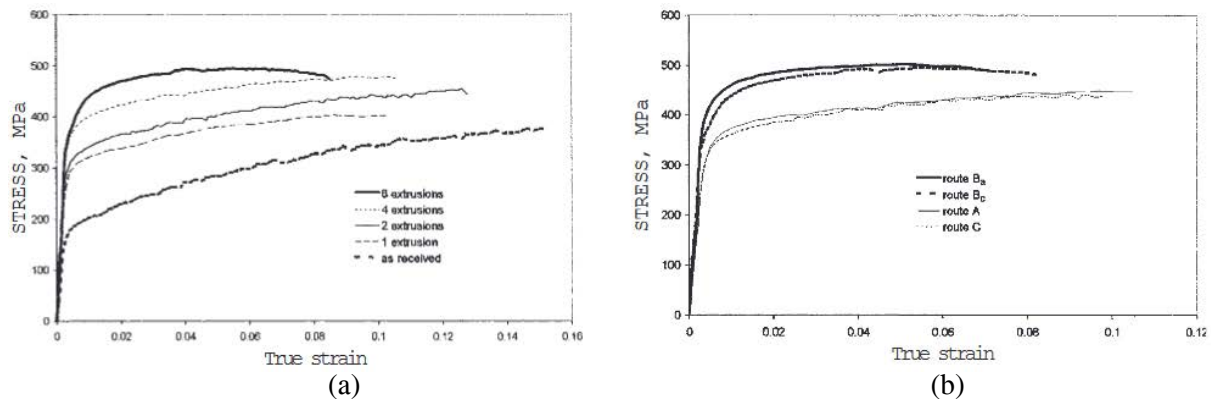 600
500
400
300
200
100
0
STRESS, MPa
0
0.02
0.04
0.06
0.08
0.1
0.12
0.14
0.16
True strain
8 extrusions
4 extrusions
2 extrusions
1 extrusion
as received
(a)
600
500
400
300
200
100
0
STRESS, MPa
0
0.02
0.04
0.06
0.08
0.1
0.12
True strain
route Ba
route Bc
route A
route C
(b)